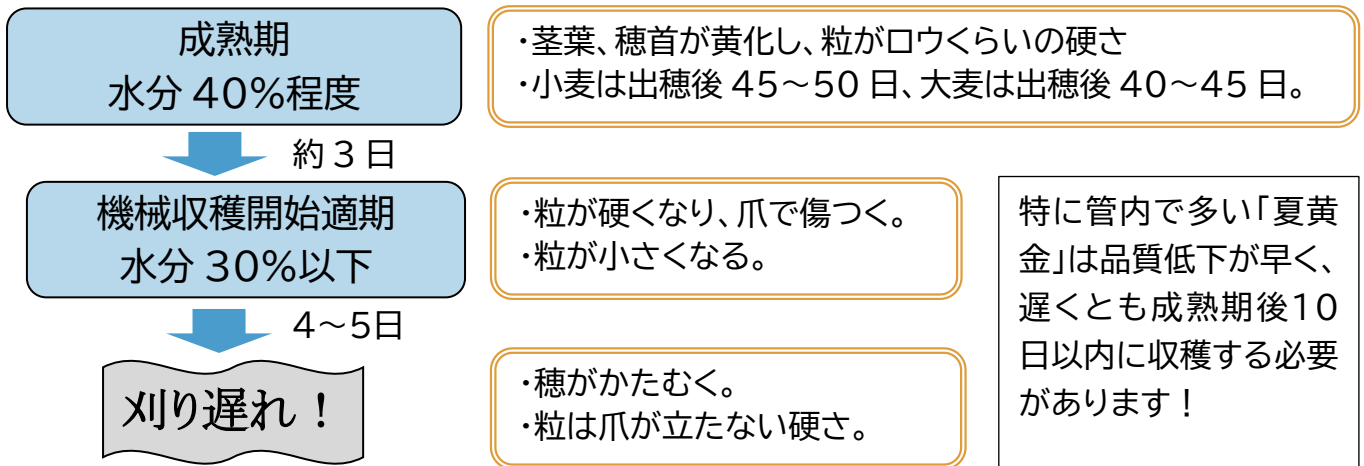 成熟期
水分 40%程度
・茎葉、穂首が黄化し、粒がロウくらいの硬さ
・小麦は出穂後 45～50 日、大麦は出穂後 40～45 日。
約 3 日
機械収穫開始適期
水分 30%以下
・粒が硬くなり、爪で傷つく。
・粒が小さくなる。
特に管内で多い「夏黄
金」は品質低下が早く、
遅くとも成熟期後10
日以内に収穫する必要
があります！
4～5日
刈り遅れ！
・穂がかたむく。
・粒は爪が立たない硬さ。